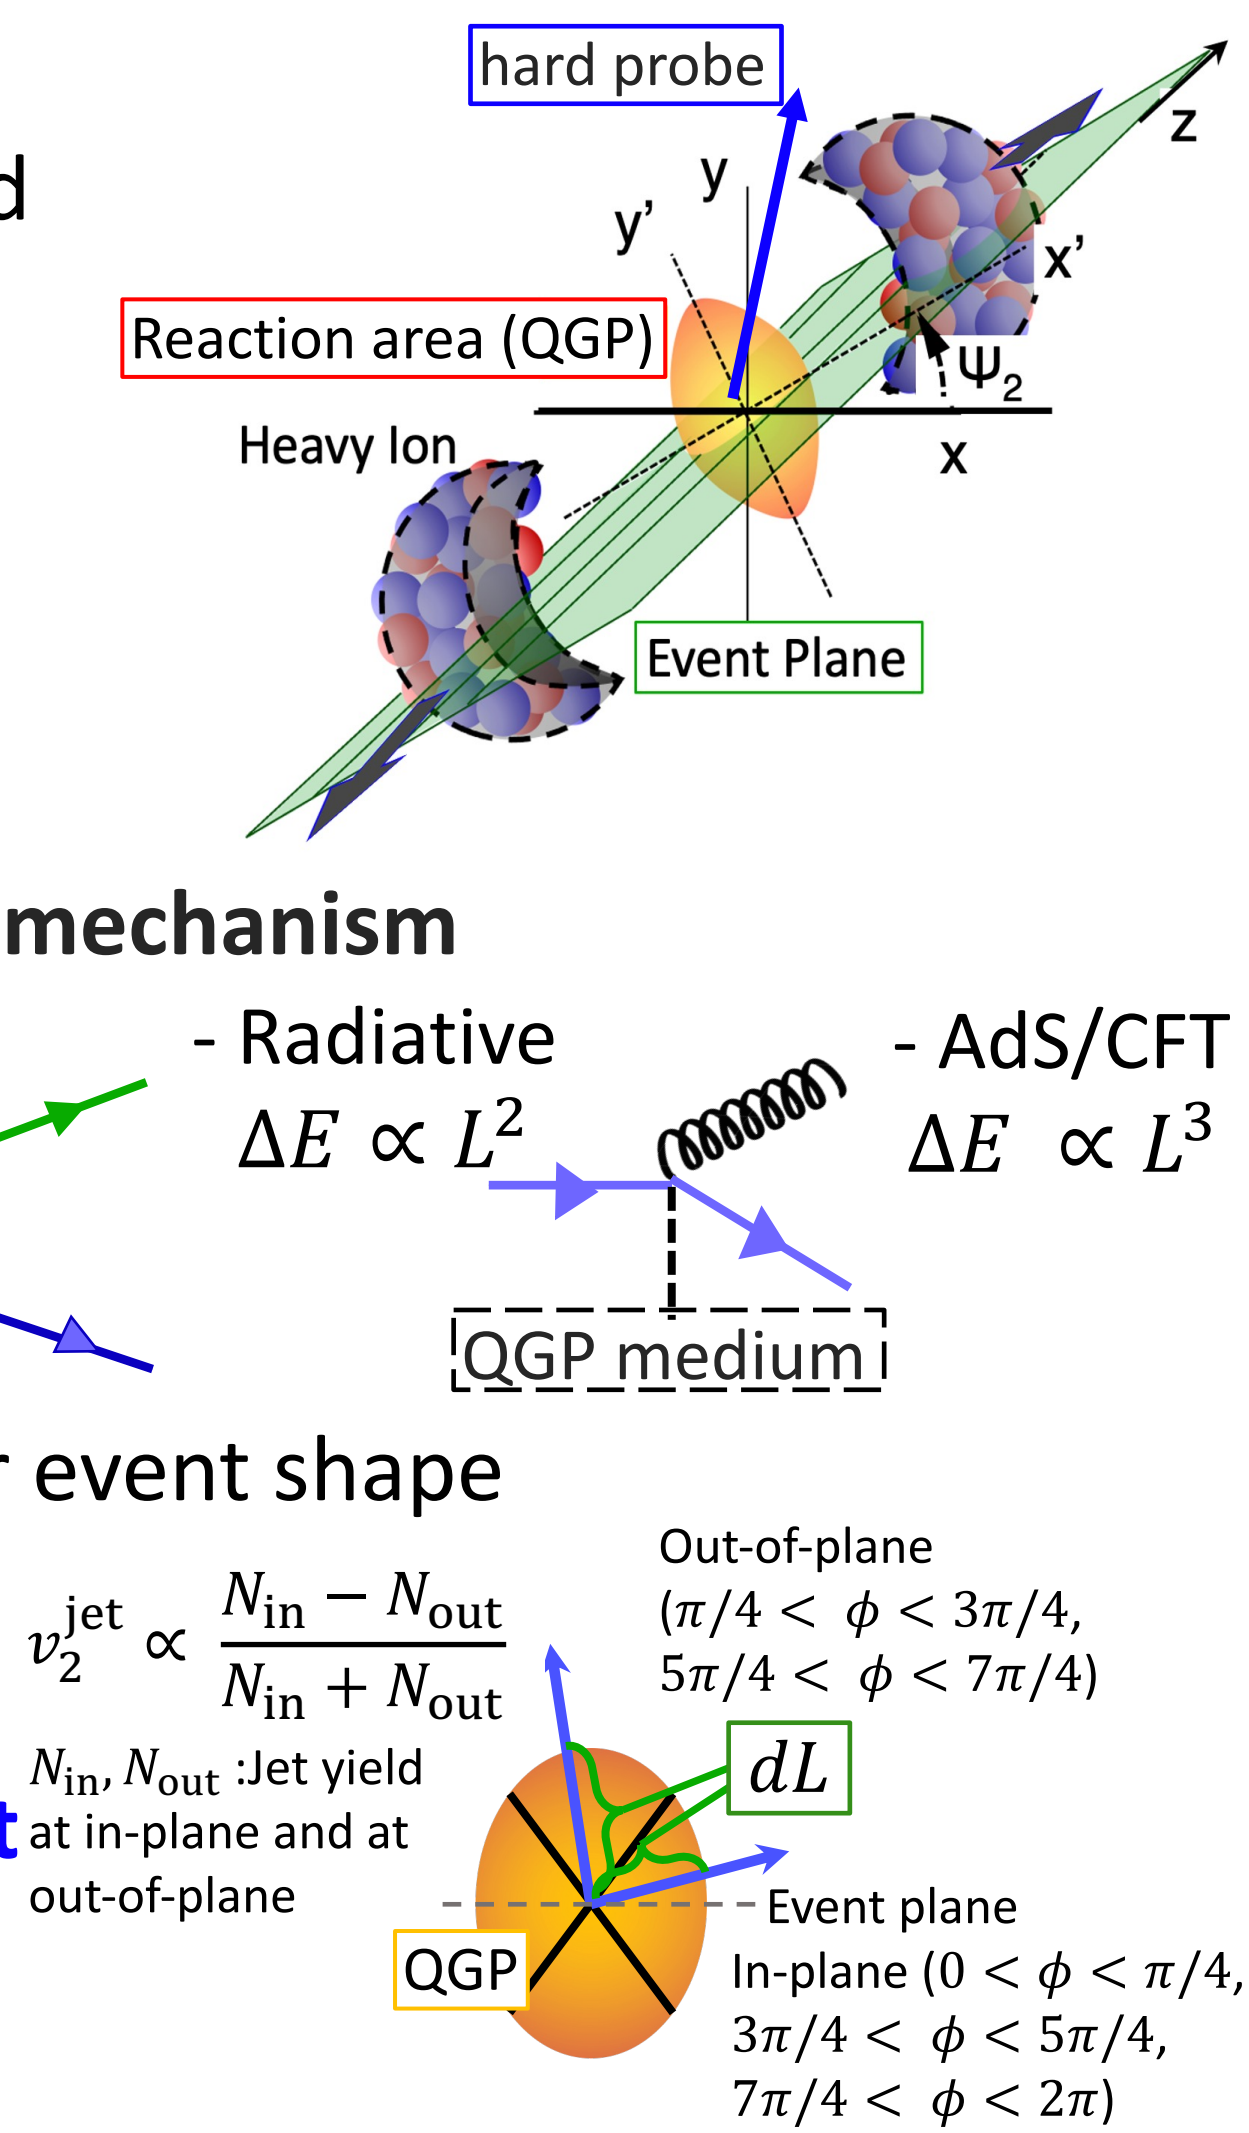 hard probe
z
y
y'
x'
Reaction area (QGP)
Ψ₂
Heavy Ion
x
Event Plane
mechanism
- Radiative
ΔE ∝ L²
- AdS/CFT
ΔE ∝ L³
QGP medium
event shape
Out-of-plane
(π/4 < ϕ < 3π/4,
5π/4 < ϕ < 7π/4)
v₂^jet ∝ (N_in − N_out)/(N_in + N_out)
dL
N_in, N_out :Jet yield
at in-plane and at
out-of-plane
Event plane
QGP
In-plane (0 < ϕ < π/4,
3π/4 < ϕ < 5π/4,
7π/4 < ϕ < 2π)